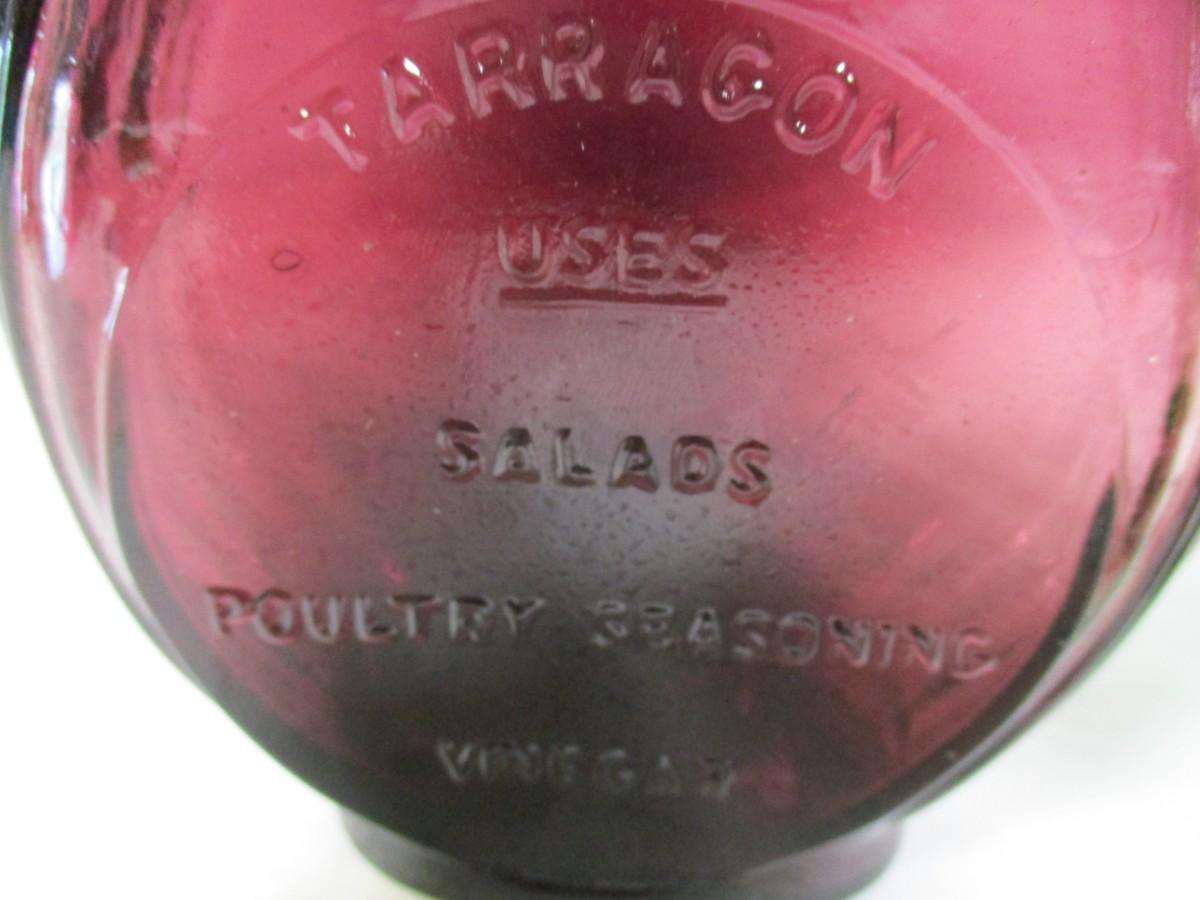 TARRAGON
USES
SALADS
POULTRY SEASONING
VINEGAR